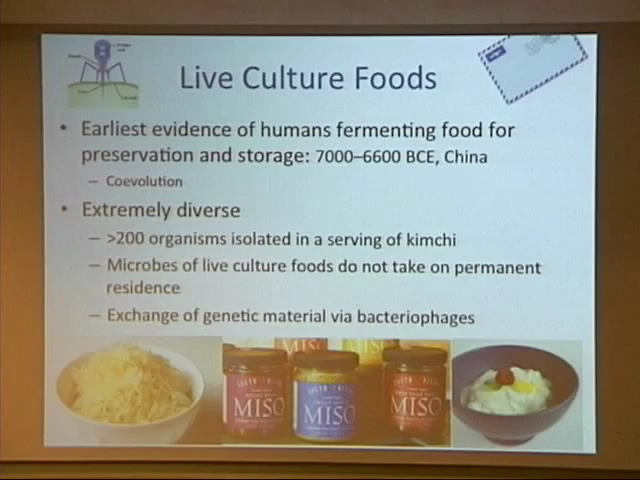 Live Culture Foods
• Earliest evidence of humans fermenting food for
preservation and storage: 7000–6600 BCE, China
– Coevolution
• Extremely diverse
– >200 organisms isolated in a serving of kimchi
– Microbes of live culture foods do not take on permanent
residence
– Exchange of genetic material via bacteriophages
MISO
MISO
MISO
MISO